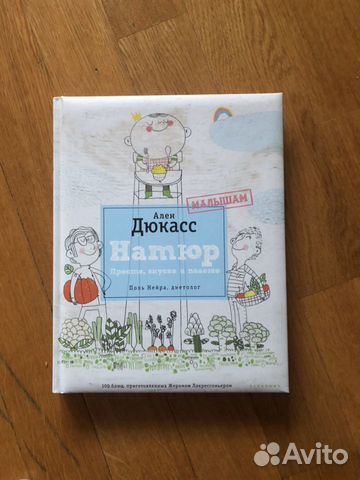 Ален
Дюкасс
МАЛЫШАМ
Натюр
Просто, вкусно и полезно
Поль Нейра, диетолог
100 блюд, приготовленных Жеромом Лакрессоньером
Avito